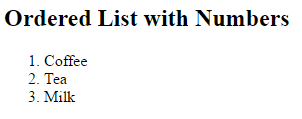 Ordered List with Numbers
1. Coffee
2. Tea
3. Milk